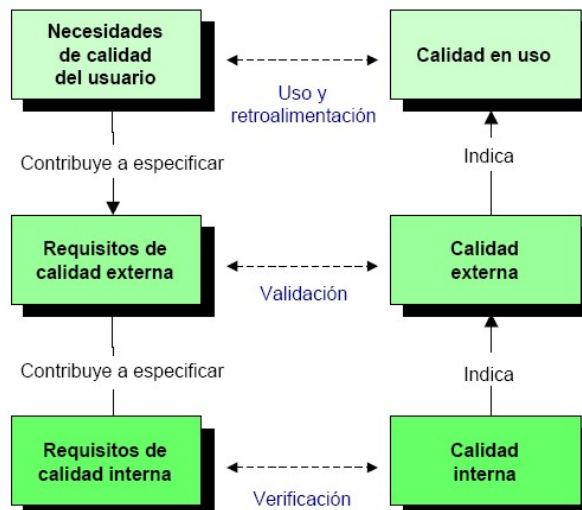 Necesidades
de calidad
del usuario
Calidad en uso
Uso y
retroalimentación
Contribuye a especificar
Indica
Requisitos de
calidad externa
Calidad
externa
Validación
Contribuye a especificar
Indica
Requisitos de
calidad interna
Calidad
interna
Verificación